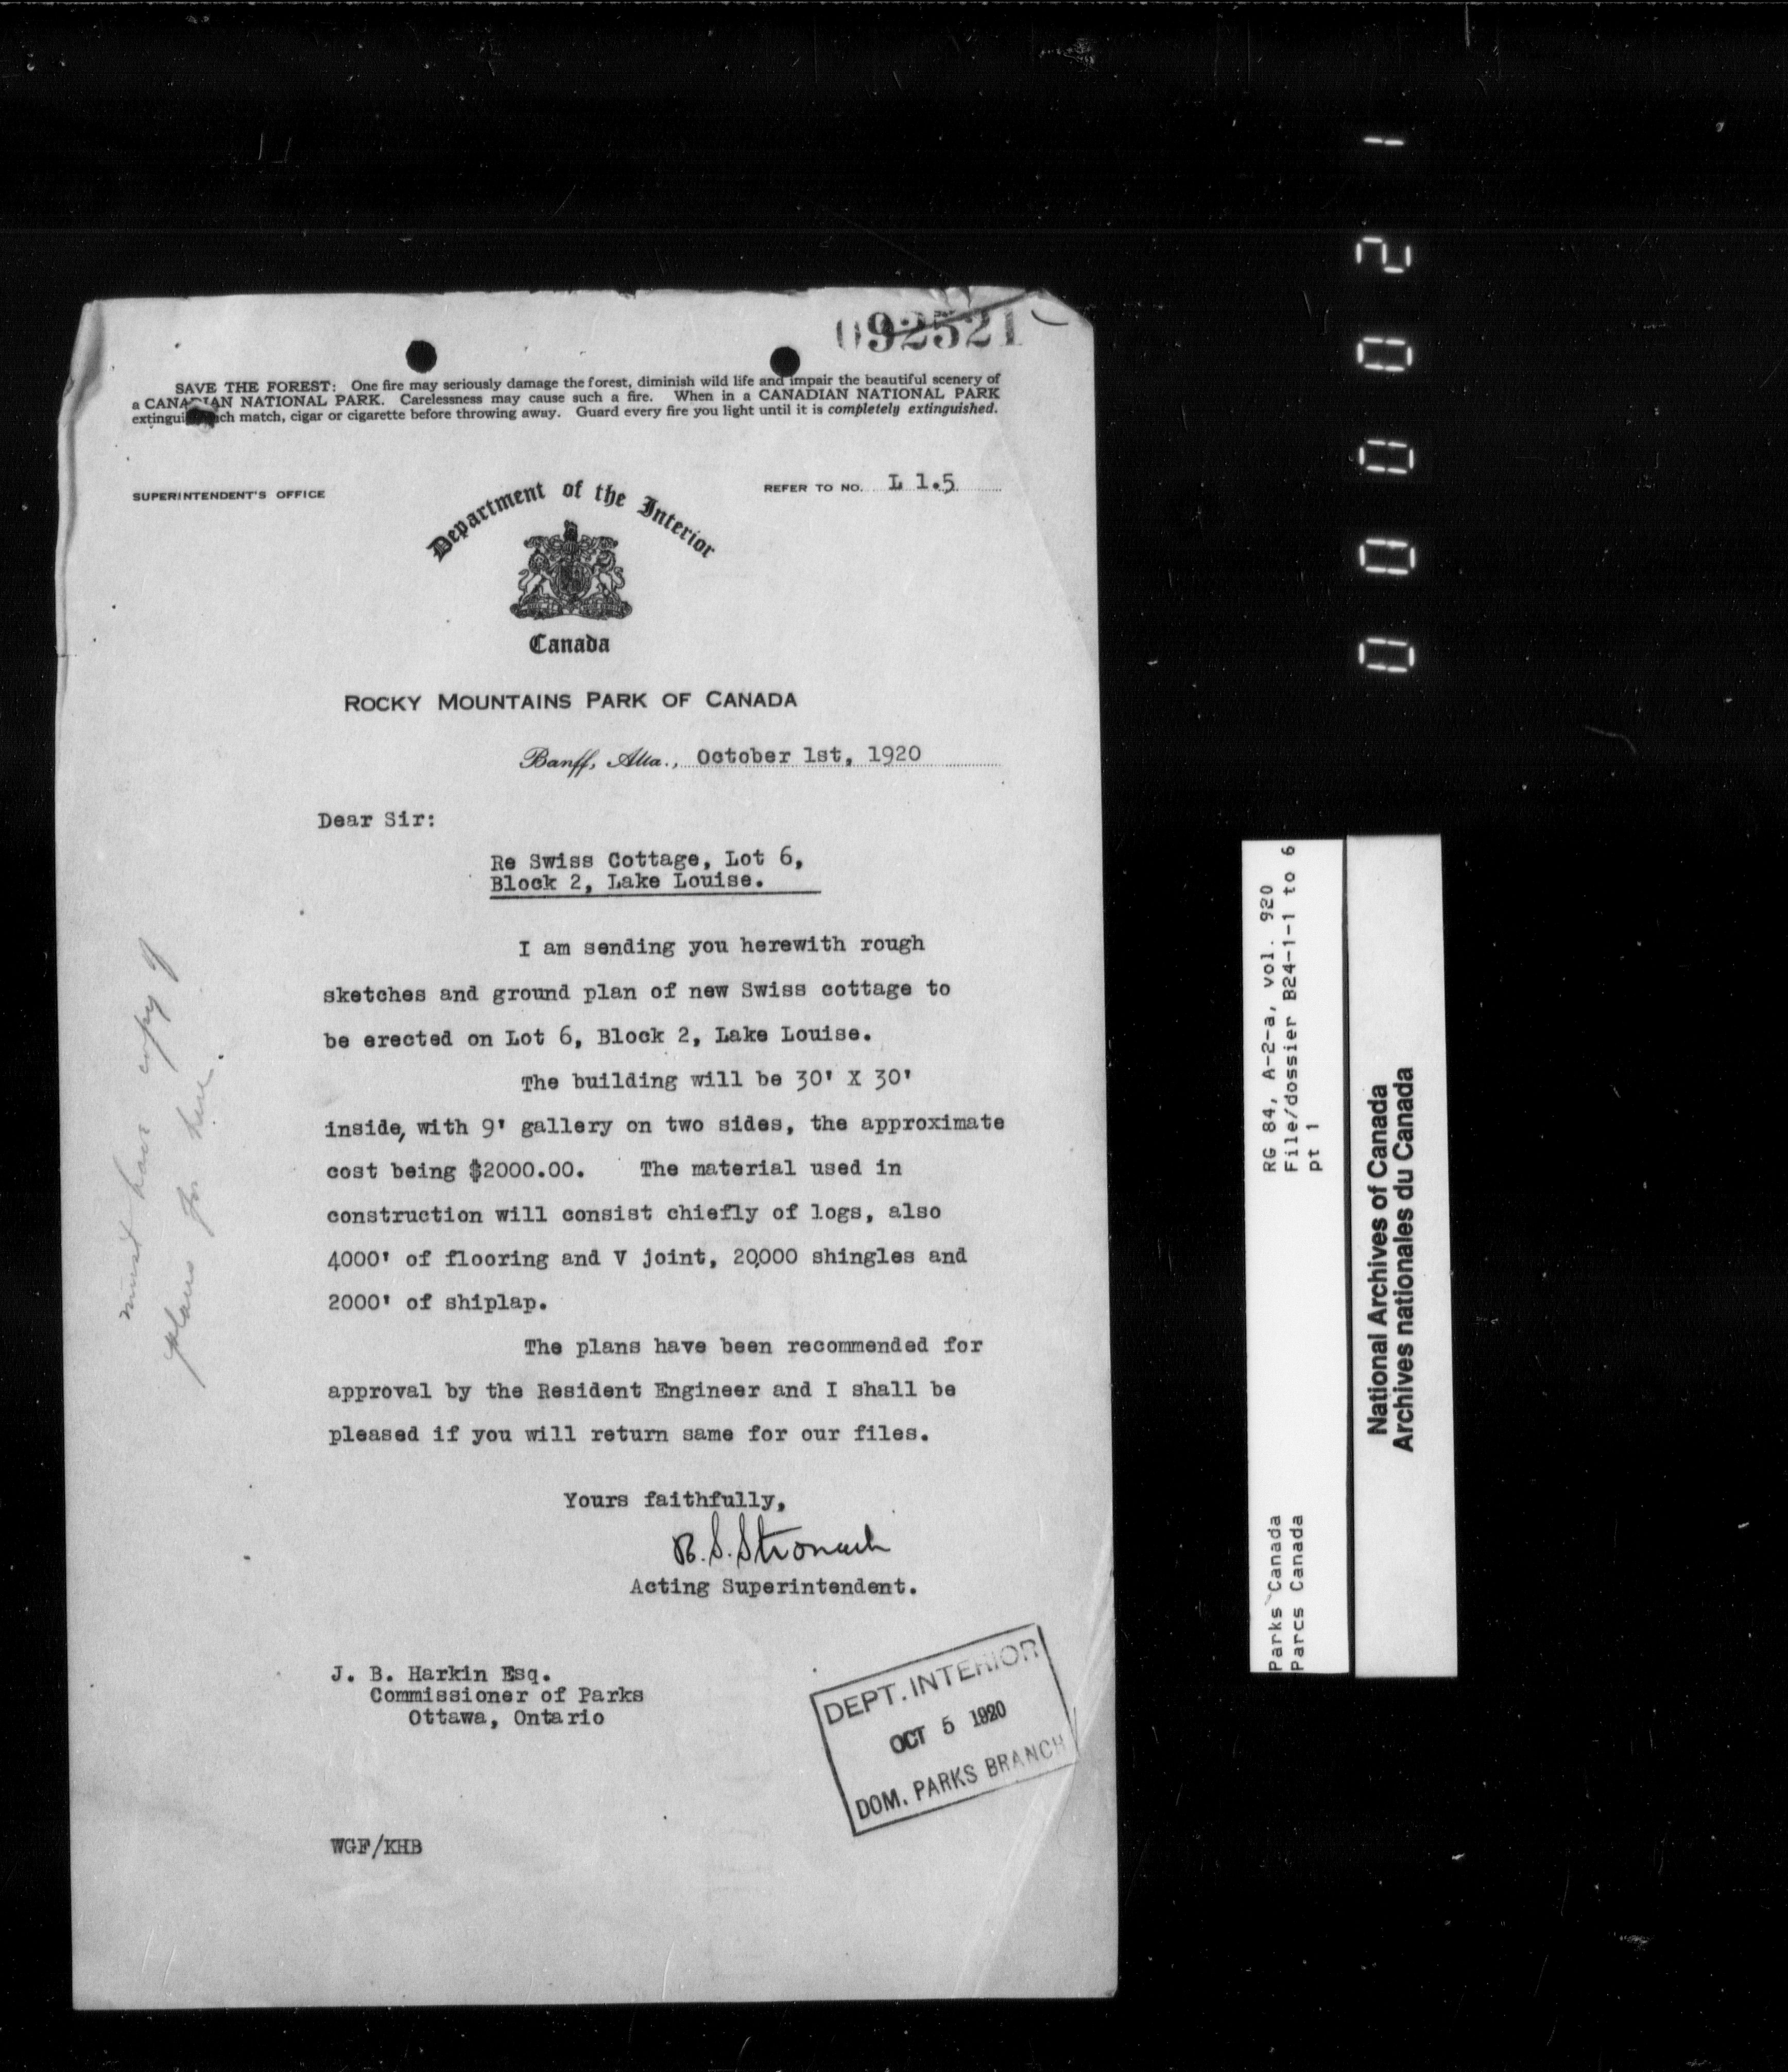 092521
SAVE THE FOREST: One fire may seriously damage the forest, diminish wild life and impair the beautiful scenery of
a CANADIAN NATIONAL PARK. Carelessness may cause such a fire. When in a CANADIAN NATIONAL PARK
extingui ch match, cigar or cigarette before throwing away. Guard every fire you light until it is completely extinguished.
SUPERINTENDENT'S OFFICE
REFER TO NO. L 1.5
Department of the Interior
Canada
ROCKY MOUNTAINS PARK OF CANADA
Banff, Alta., October 1st, 1920
Dear Sir:
Re Swiss Cottage, Lot 6,
Block 2, Lake Louise.
I am sending you herewith rough
sketches and ground plan of new Swiss cottage to
be erected on Lot 6, Block 2, Lake Louise.
The building will be 30' X 30'
inside, with 9' gallery on two sides, the approximate
cost being $2000.00. The material used in
construction will consist chiefly of logs, also
4000' of flooring and V joint, 20,000 shingles and
2000' of shiplap.
The plans have been recommended for
approval by the Resident Engineer and I shall be
pleased if you will return same for our files.
Yours faithfully,
R. S. Stronach
Acting Superintendent.
J. B. Harkin Esq.
Commissioner of Parks
Ottawa, Ontario
DEPT. INTERIOR
OCT 5 1920
DOM. PARKS BRANCH
WGF/KHB
must have copy of
plans for here.
000021
RG 84, A-2-a, vol. 920
File/dossier B24-1-1 to 6
pt 1
Parks Canada
Parcs Canada
National Archives of Canada
Archives nationales du Canada